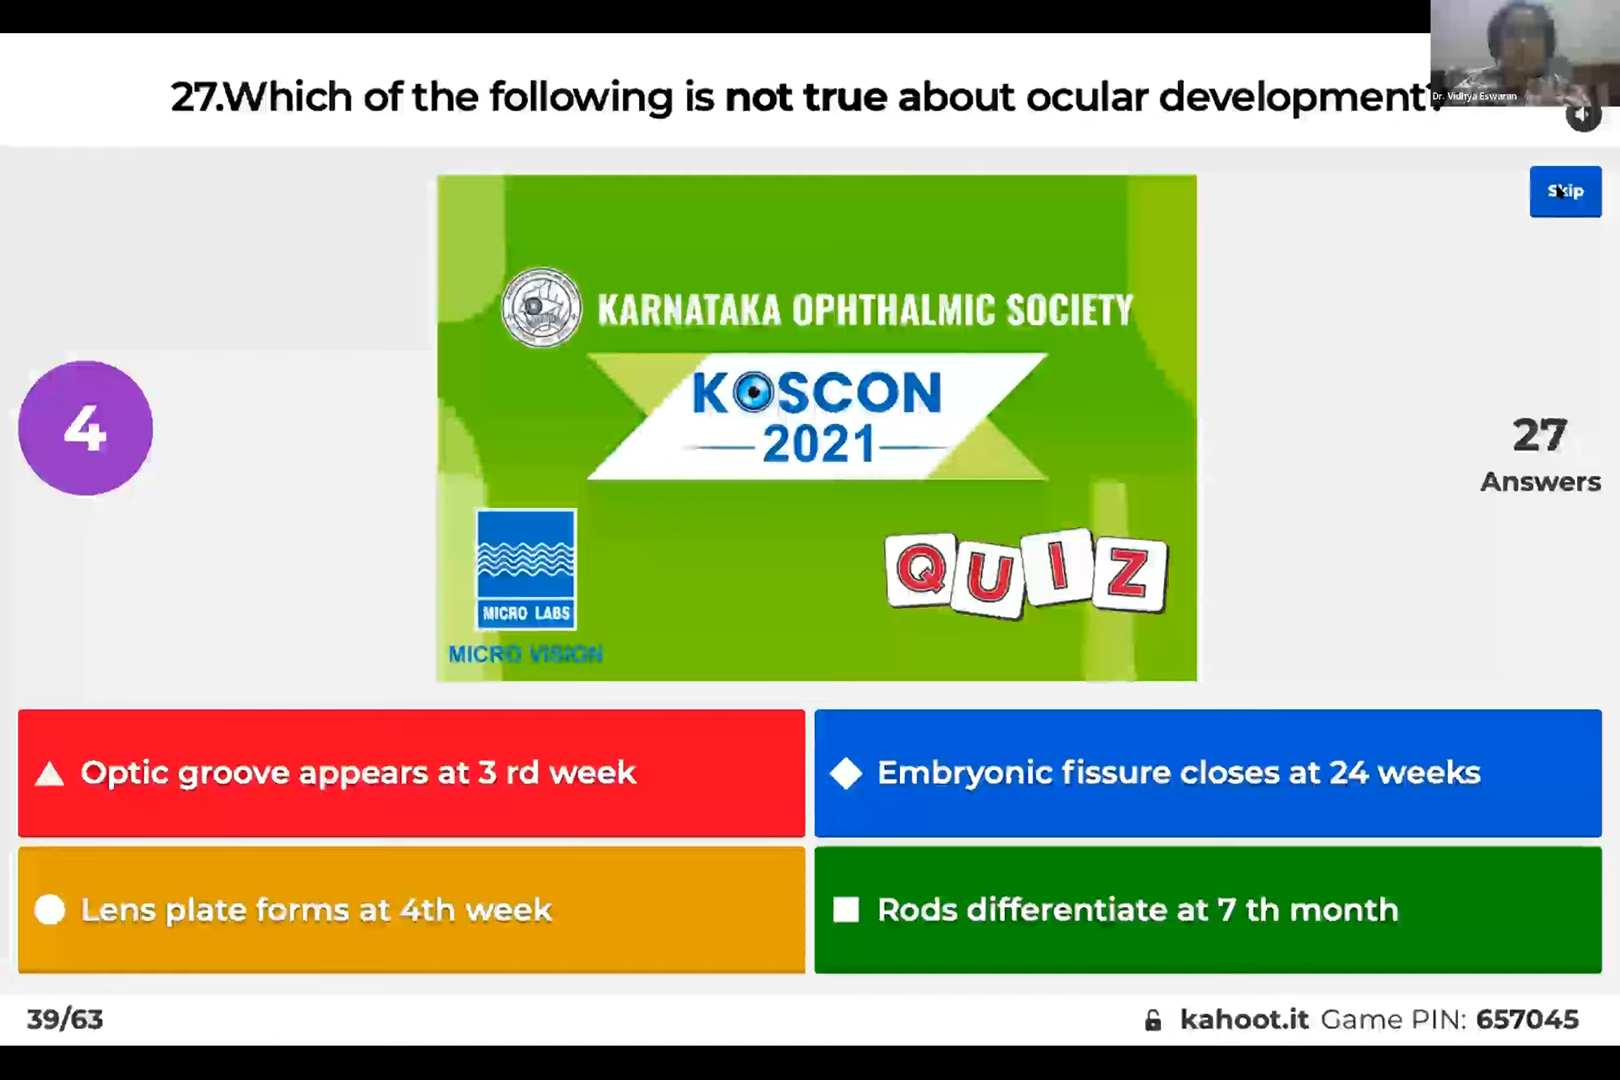 27.Which of the following is not true about ocular development?
Dr. Vidhya Eswaran
Skip
KARNATAKA OPHTHALMIC SOCIETY
KOSCON
2021
4
27
Answers
QUIZ
MICRO LABS
MICRO VISION
Optic groove appears at 3 rd week
Embryonic fissure closes at 24 weeks
Lens plate forms at 4th week
Rods differentiate at 7 th month
39/63
kahoot.it Game PIN: 657045